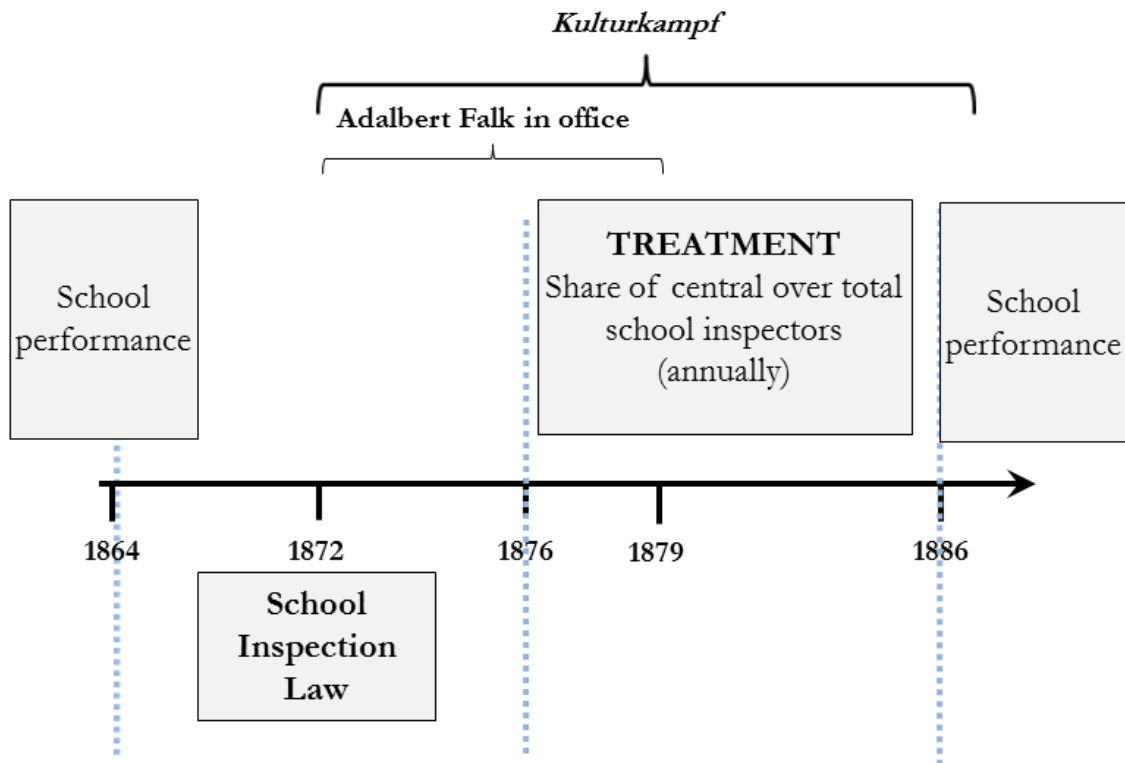 Kulturkampf
Adalbert Falk in office
School
performance
TREATMENT
Share of central over total
school inspectors
(annually)
School
performance
1864
1872
1876
1879
1886
School
Inspection
Law